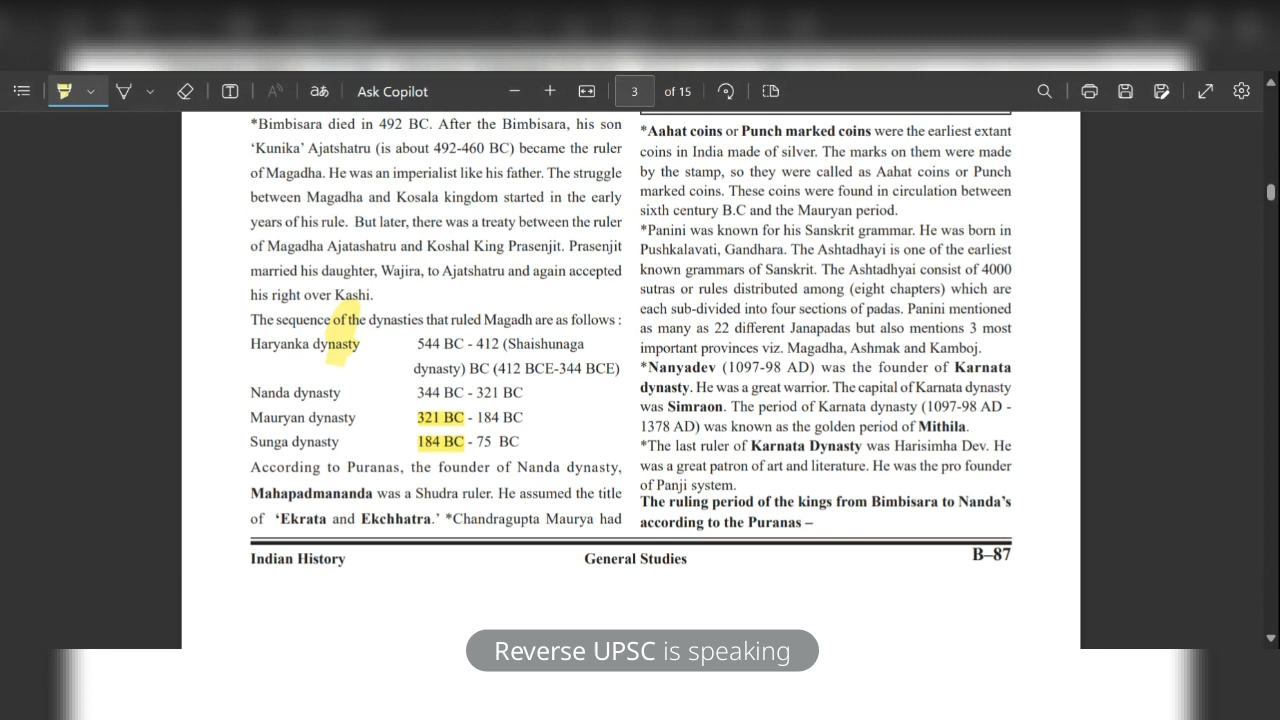 Ask Copilot
3 of 15
*Bimbisara died in 492 BC. After the Bimbisara, his son
‘Kunika’ Ajatshatru (is about 492-460 BC) became the ruler
of Magadha. He was an imperialist like his father. The struggle
between Magadha and Kosala kingdom started in the early
years of his rule. But later, there was a treaty between the ruler
of Magadha Ajatashatru and Koshal King Prasenjit. Prasenjit
married his daughter, Wajira, to Ajatshatru and again accepted
his right over Kashi.
The sequence of the dynasties that ruled Magadh are as follows :
Haryanka dynasty 544 BC - 412 (Shaishunaga
dynasty) BC (412 BCE-344 BCE)
Nanda dynasty 344 BC - 321 BC
Mauryan dynasty 321 BC - 184 BC
Sunga dynasty 184 BC - 75 BC
According to Puranas, the founder of Nanda dynasty,
Mahapadmananda was a Shudra ruler. He assumed the title
of ‘Ekrata and Ekchhatra.’ *Chandragupta Maurya had
*Aahat coins or Punch marked coins were the earliest extant
coins in India made of silver. The marks on them were made
by the stamp, so they were called as Aahat coins or Punch
marked coins. These coins were found in circulation between
sixth century B.C and the Mauryan period.
*Panini was known for his Sanskrit grammar. He was born in
Pushkalavati, Gandhara. The Ashtadhayi is one of the earliest
known grammars of Sanskrit. The Ashtadhyai consist of 4000
sutras or rules distributed among (eight chapters) which are
each sub-divided into four sections of padas. Panini mentioned
as many as 22 different Janapadas but also mentions 3 most
important provinces viz. Magadha, Ashmak and Kamboj.
*Nanyadev (1097-98 AD) was the founder of Karnata
dynasty. He was a great warrior. The capital of Karnata dynasty
was Simraon. The period of Karnata dynasty (1097-98 AD -
1378 AD) was known as the golden period of Mithila.
*The last ruler of Karnata Dynasty was Harisimha Dev. He
was a great patron of art and literature. He was the pro founder
of Panji system.
The ruling period of the kings from Bimbisara to Nanda’s
according to the Puranas –
Indian History General Studies B–87
Reverse UPSC is speaking